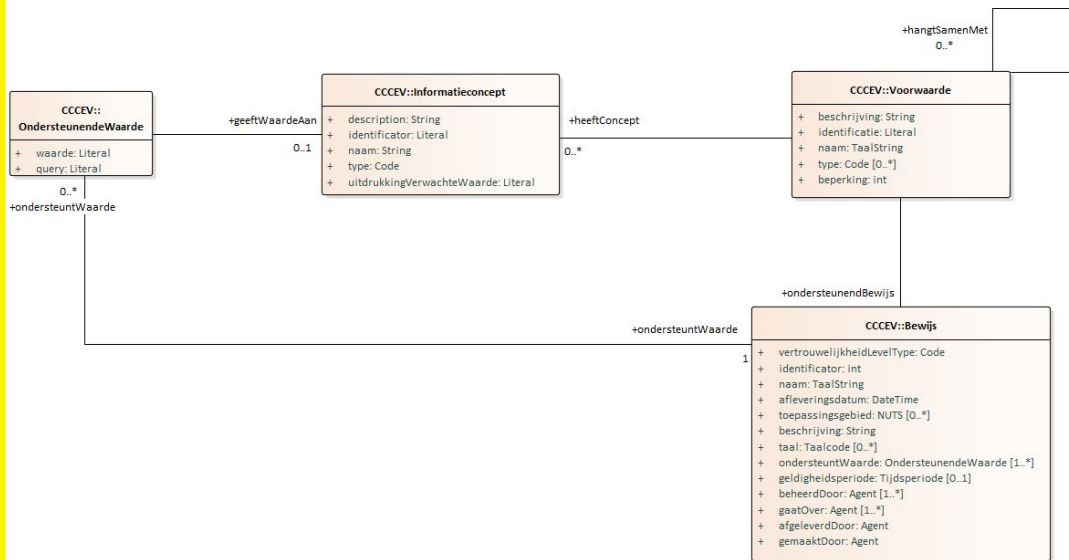 +hangtSamenMet
0..*
CCCEV::
OndersteunendeWaarde
+ waarde: Literal
+ query: Literal
0..*
+ondersteuntWaarde
+geeftWaardeAan
0..1
CCCEV::Informatieconcept
+ description: String
+ identificator: Literal
+ naam: String
+ type: Code
+ uitdrukkingVerwachteWaarde: Literal
+heeftConcept
0..*
CCCEV::Voorwaarde
+ beschrijving: String
+ identificatie: Literal
+ naam: TaalString
+ type: Code [0..*]
+ beperking: int
+ondersteunendBewijs
+ondersteuntWaarde
1
CCCEV::Bewijs
+ vertrouwelijkheidLevelType: Code
+ identificator: int
+ naam: TaalString
+ afleveringsdatum: DateTime
+ toepassingsgebied: NUTS [0..*]
+ beschrijving: String
+ taal: Taalcode [0..*]
+ ondersteuntWaarde: OndersteunendeWaarde [1..*]
+ geldigheidsperiode: Tijdsperiode [0..1]
+ beheerdDoor: Agent [1..*]
+ gaatOver: Agent [1..*]
+ afgeleverdDoor: Agent
+ gemaaktDoor: Agent